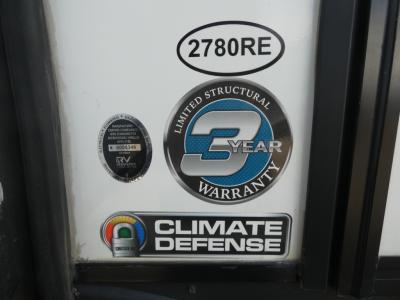 2780RE
LIMITED STRUCTURAL
3 YEAR
WARRANTY
RV
CLIMATE
DEFENSE